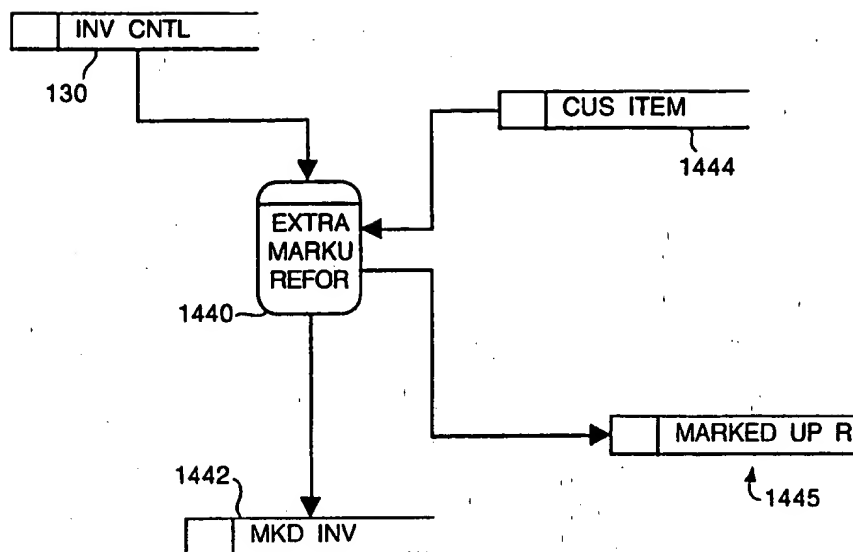 INV CNTL
130
CUS ITEM
1444
EXTRA
MARKU
REFOR
1440
MARKED UP R
1445
1442
MKD INV